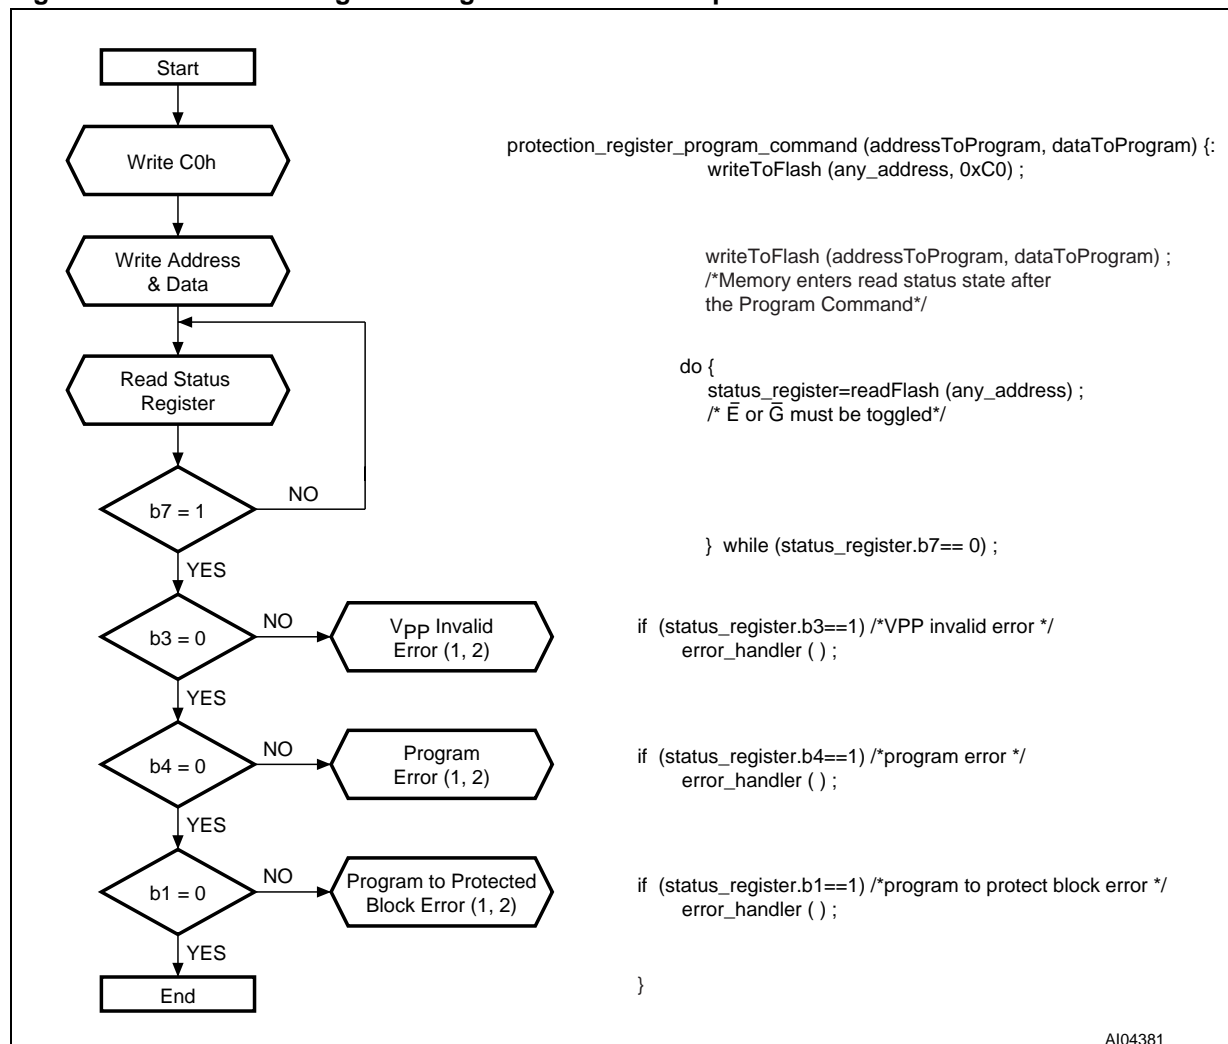 Start
Write C0h
protection_register_program_command (addressToProgram, dataToProgram) {:
writeToFlash (any_address, 0xC0) ;
Write Address
& Data
writeToFlash (addressToProgram, dataToProgram) ;
/*Memory enters read status state after
the Program Command*/
Read Status
Register
do {
status_register=readFlash (any_address) ;
/* E̅ or G̅ must be toggled*/
b7 = 1
NO
} while (status_register.b7== 0) ;
YES
b3 = 0
NO
VPP Invalid
Error (1, 2)
if (status_register.b3==1) /*VPP invalid error */
error_handler ( ) ;
YES
b4 = 0
NO
Program
Error (1, 2)
if (status_register.b4==1) /*program error */
error_handler ( ) ;
YES
b1 = 0
NO
Program to Protected
Block Error (1, 2)
if (status_register.b1==1) /*program to protect block error */
error_handler ( ) ;
YES
End
}
AI04381